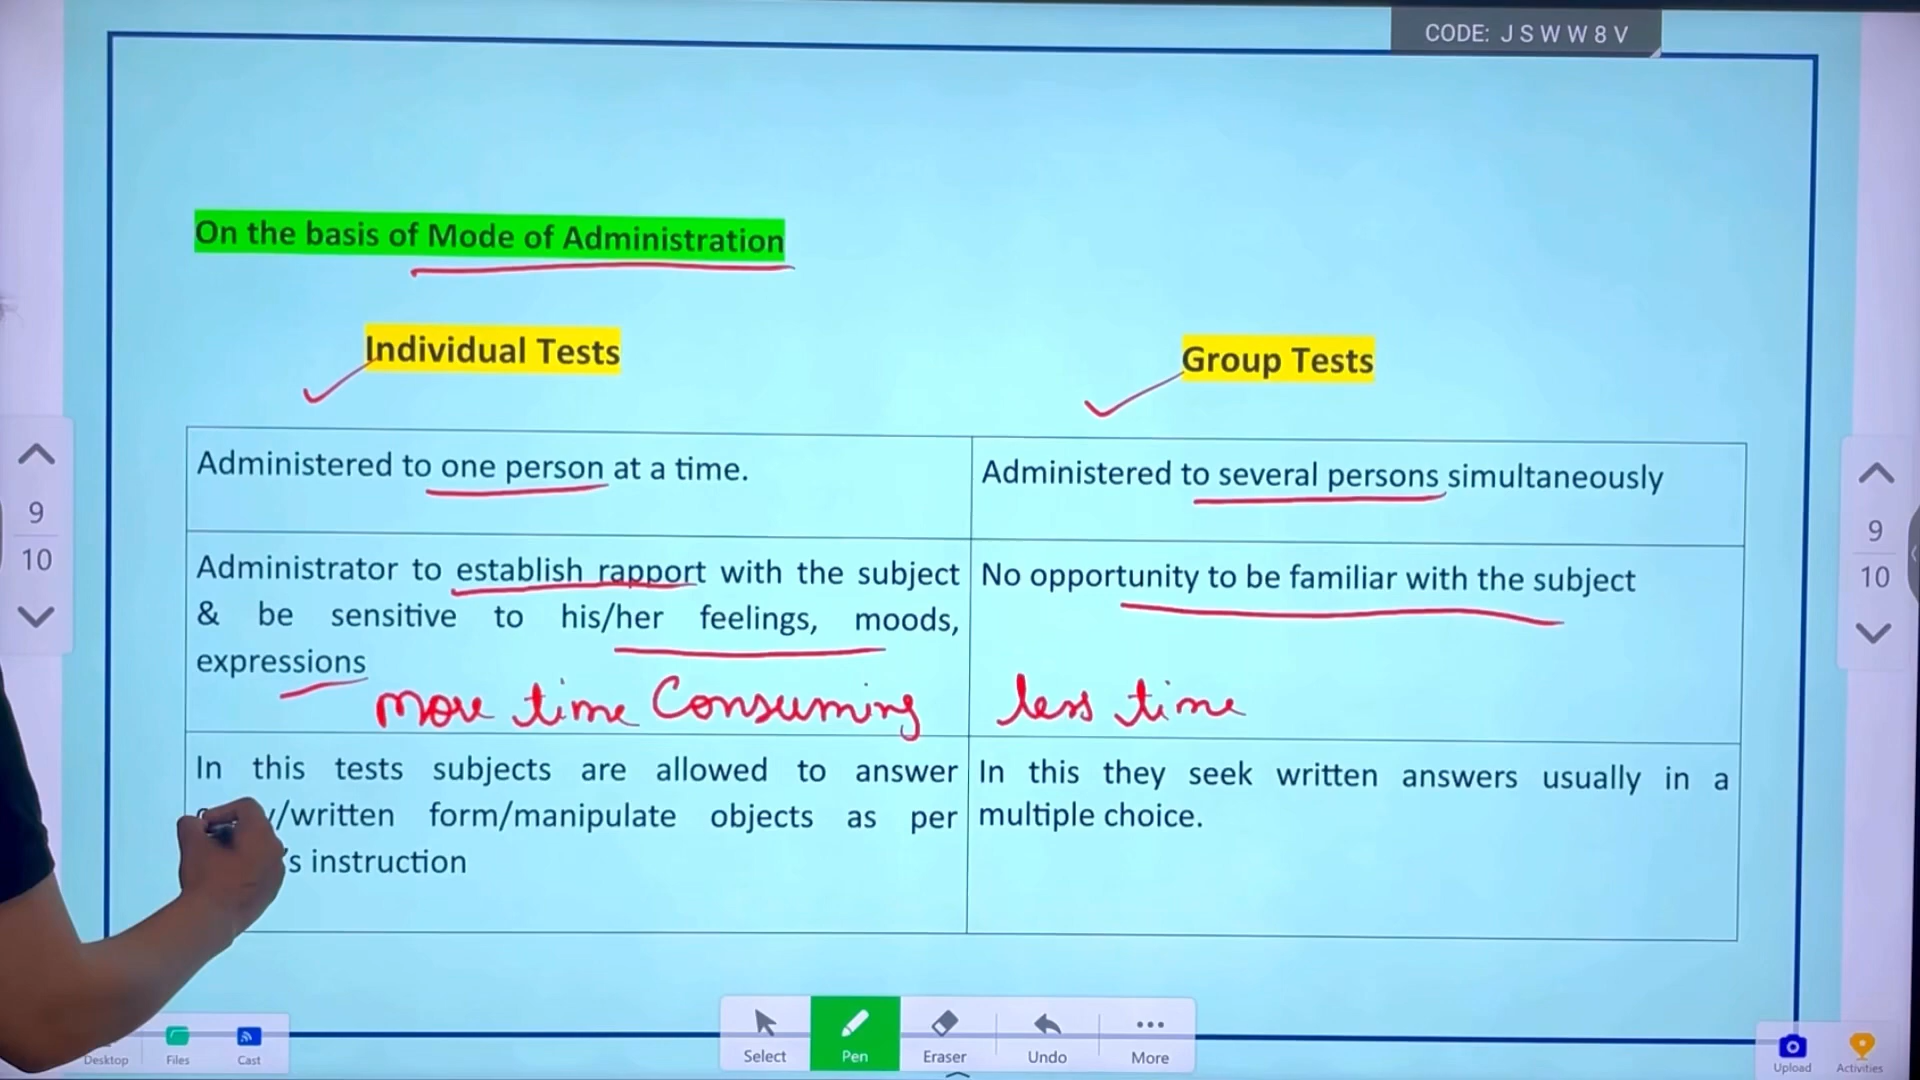 CODE: J S W W 8 V
On the basis of Mode of Administration
Individual Tests
Group Tests
Administered to one person at a time.
Administered to several persons simultaneously
Administrator to establish rapport with the subject
& be sensitive to his/her feelings, moods,
expressions
more time Consuming
No opportunity to be familiar with the subject
less time
In this tests subjects are allowed to answer
/written form/manipulate objects as per
's instruction
In this they seek written answers usually in a
multiple choice.
9
10
9
10
Desktop
Files
Cast
Select
Pen
Eraser
Undo
More
Upload
Activities